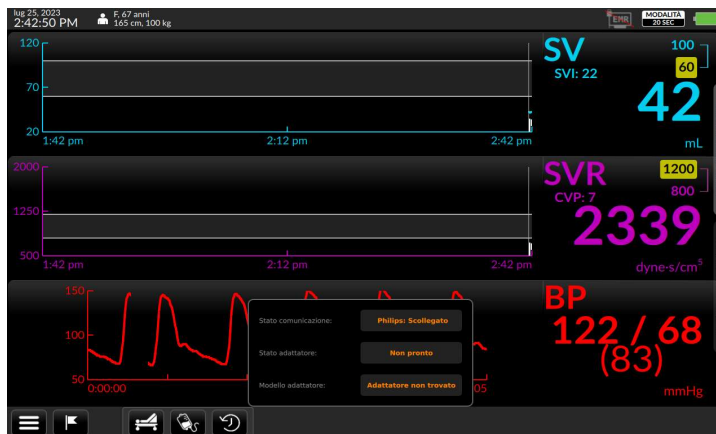 lug 25, 2023
2:42:50 PM
F, 67 anni
165 cm, 100 kg
EMR
MODALITÀ
20 SEC
120
70
20
1:42 pm
2:12 pm
2:42 pm
SV
SVI: 22
100
60
42
mL
2000
1250
500
1:42 pm
2:12 pm
2:42 pm
SVR
CVP: 7
1200
800
2339
dyne-s/cm⁵
150
100
50
0:00:00
05
Stato comunicazione: Philips: Scollegato
Stato adattatore: Non pronto
Modello adattatore: Adattatore non trovato
BP
122 / 68
(83)
mmHg